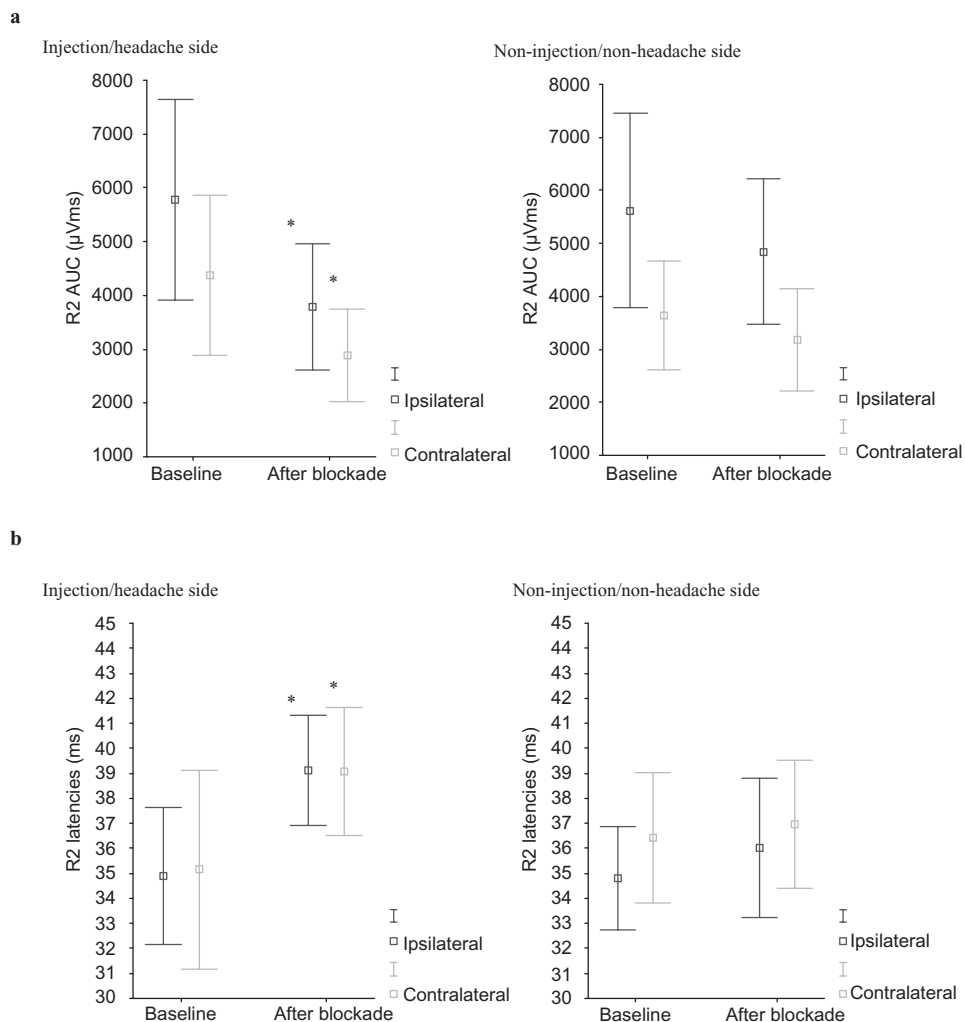 a
Injection/headache side
Non-injection/non-headache side
8000
7000
6000
5000
4000
3000
2000
1000
R2 AUC (µVms)
*
*
Baseline
After blockade
Ipsilateral
Contralateral
8000
7000
6000
5000
4000
3000
2000
1000
R2 AUC (µVms)
Baseline
After blockade
Ipsilateral
Contralateral
b
Injection/headache side
Non-injection/non-headache side
45
44
43
42
41
40
39
38
37
36
35
34
33
32
31
30
R2 latencies (ms)
*
*
Baseline
After blockade
Ipsilateral
Contralateral
45
44
43
42
41
40
39
38
37
36
35
34
33
32
31
30
R2 latencies (ms)
Baseline
After blockade
Ipsilateral
Contralateral